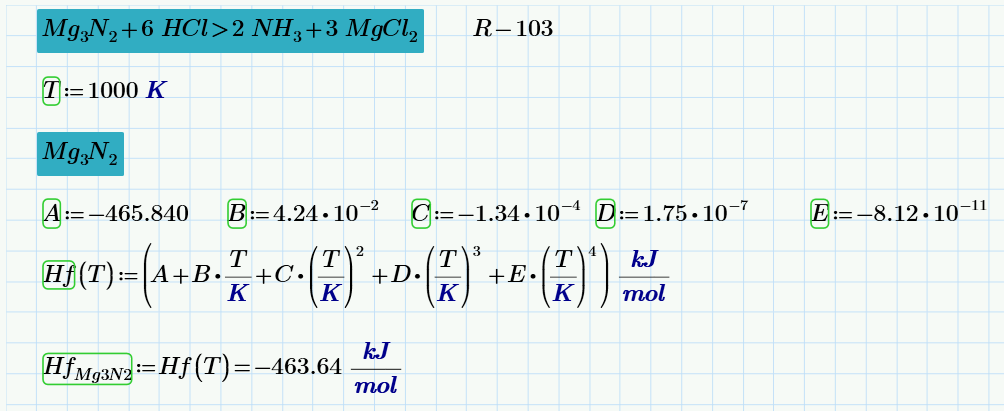 Mg₃N₂+6 HCl>2 NH₃+3 MgCl₂ R−103
T:=1000 K
Mg₃N₂
A:=−465.840 B:=4.24•10⁻² C:=−1.34•10⁻⁴ D:=1.75•10⁻⁷ E:=−8.12•10⁻¹¹
Hf(T):=(A+B•T/K+C•(T/K)²+D•(T/K)³+E•(T/K)⁴) kJ/mol
Hf_Mg3N2:=Hf(T)=−463.64 kJ/mol